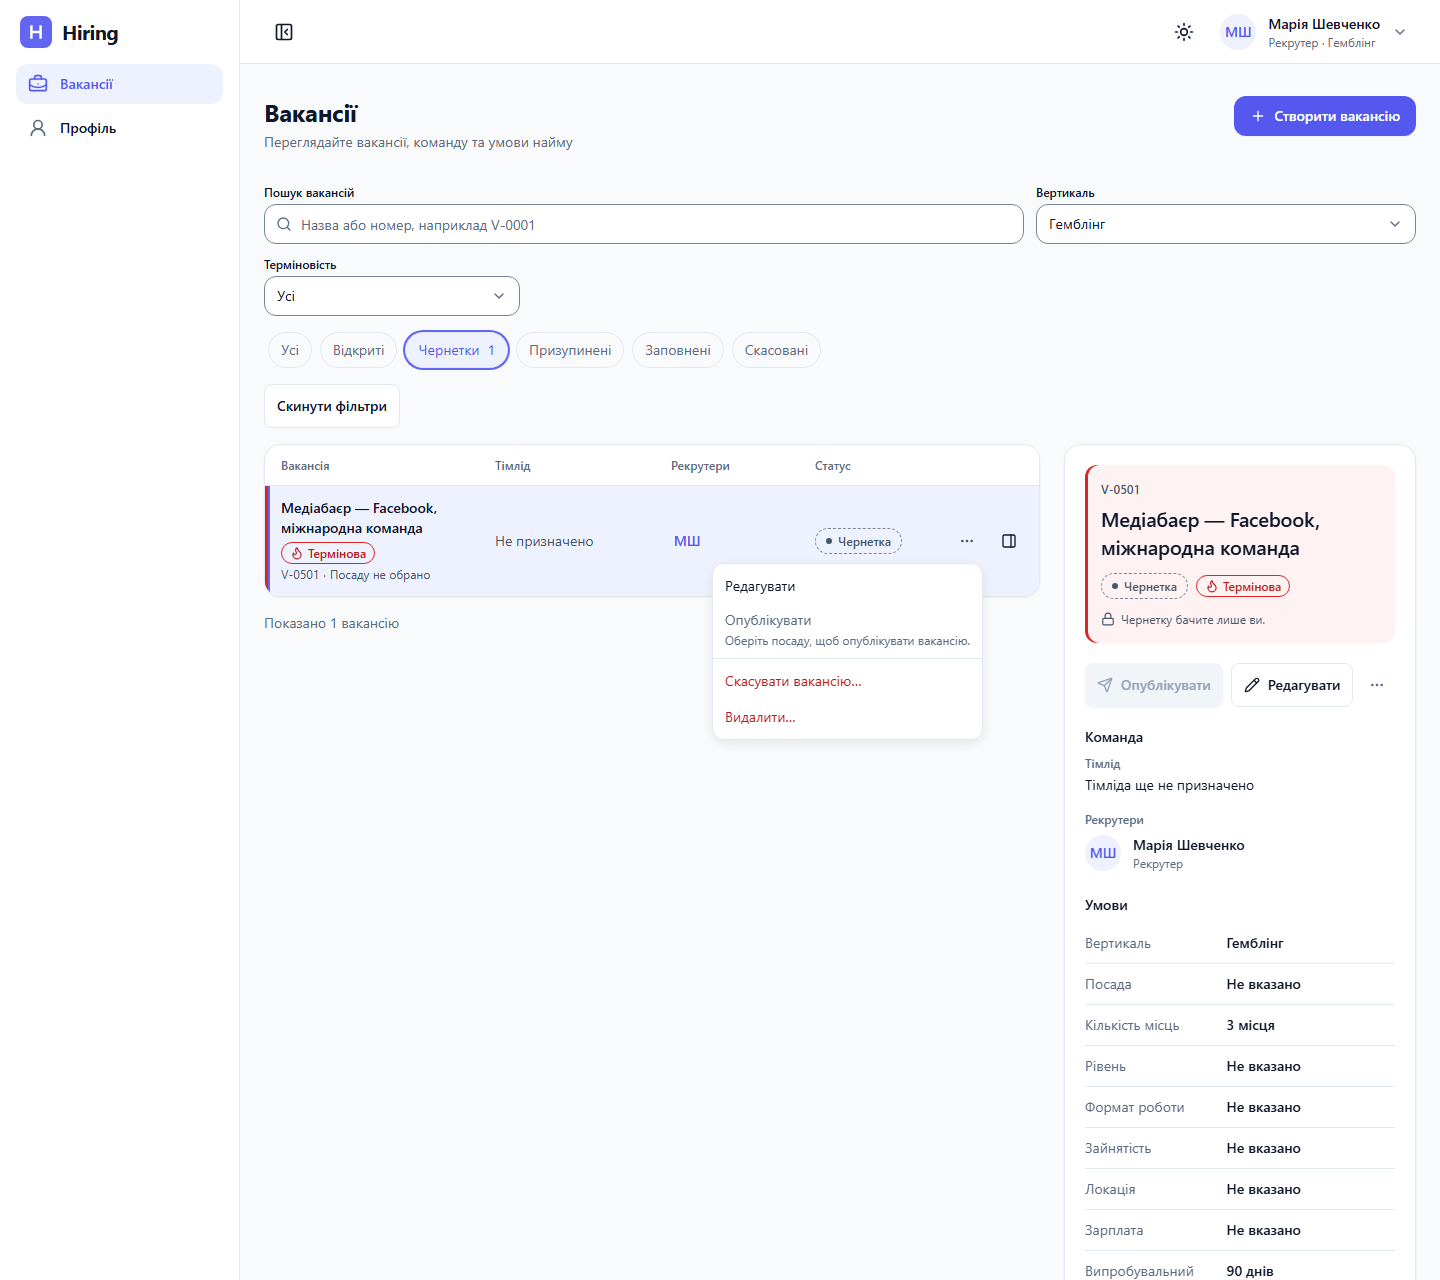 H Hiring
Вакансії
Профіль
МШ
Марія Шевченко
Рекрутер · Гемблінг
Вакансії
Переглядайте вакансії, команду та умови найму
Створити вакансію
Пошук вакансій
Назва або номер, наприклад V-0001
Вертикаль
Гемблінг
Терміновість
Усі
Усі
Відкриті
Чернетки 1
Призупинені
Заповнені
Скасовані
Скинути фільтри
Вакансія
Тімлід
Рекрутери
Статус
Медіабаєр — Facebook,
міжнародна команда
Термінова
V-0501 · Посаду не обрано
Не призначено
МШ
Чернетка
Редагувати
Опублікувати
Оберіть посаду, щоб опублікувати вакансію.
Скасувати вакансію…
Видалити…
Показано 1 вакансію
V-0501
Медіабаєр — Facebook,
міжнародна команда
Чернетка
Термінова
Чернетку бачите лише ви.
Опублікувати
Редагувати
Команда
Тімлід
Тімліда ще не призначено
Рекрутери
МШ
Марія Шевченко
Рекрутер
Умови
Вертикаль Гемблінг
Посада Не вказано
Кількість місць 3 місця
Рівень Не вказано
Формат роботи Не вказано
Зайнятість Не вказано
Локація Не вказано
Зарплата Не вказано
Випробувальний 90 днів